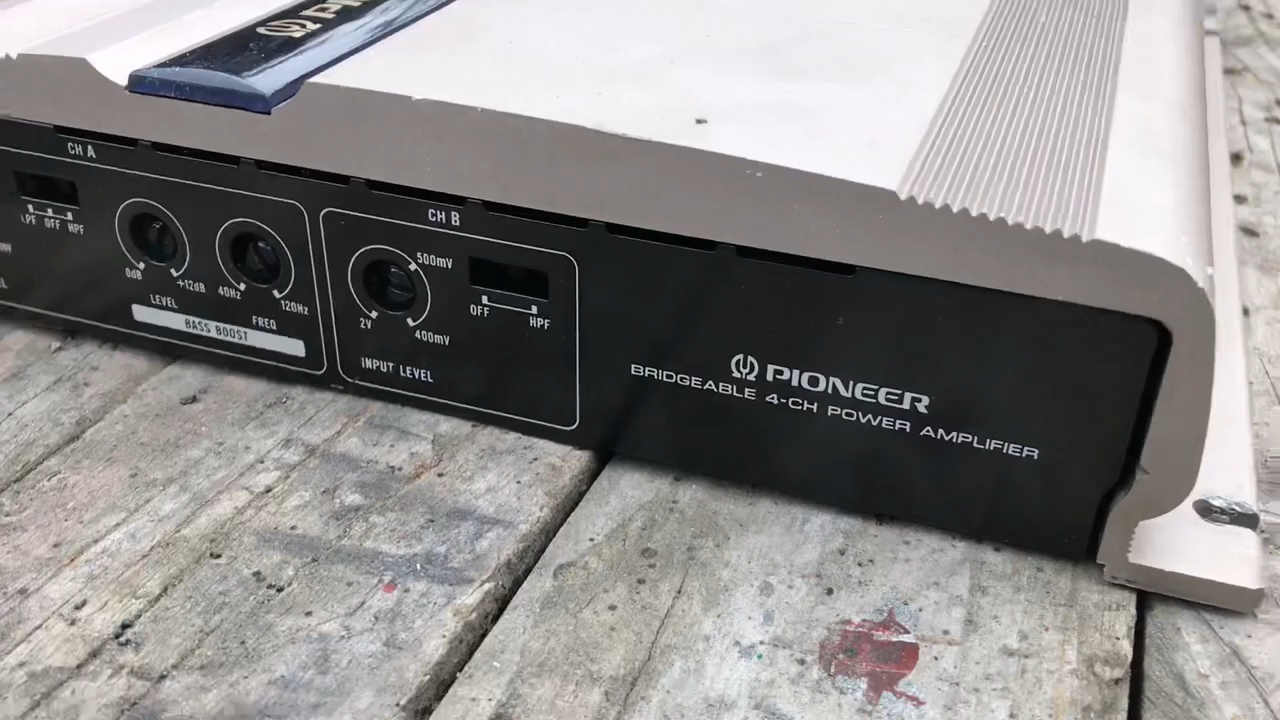 CH A
LPF OFF HPF
0dB +12dB
LEVEL
40Hz 120Hz
FREQ
BASS BOOST
CH B
500mV
2V
400mV
INPUT LEVEL
OFF HPF
PIONEER
BRIDGEABLE 4-CH POWER AMPLIFIER